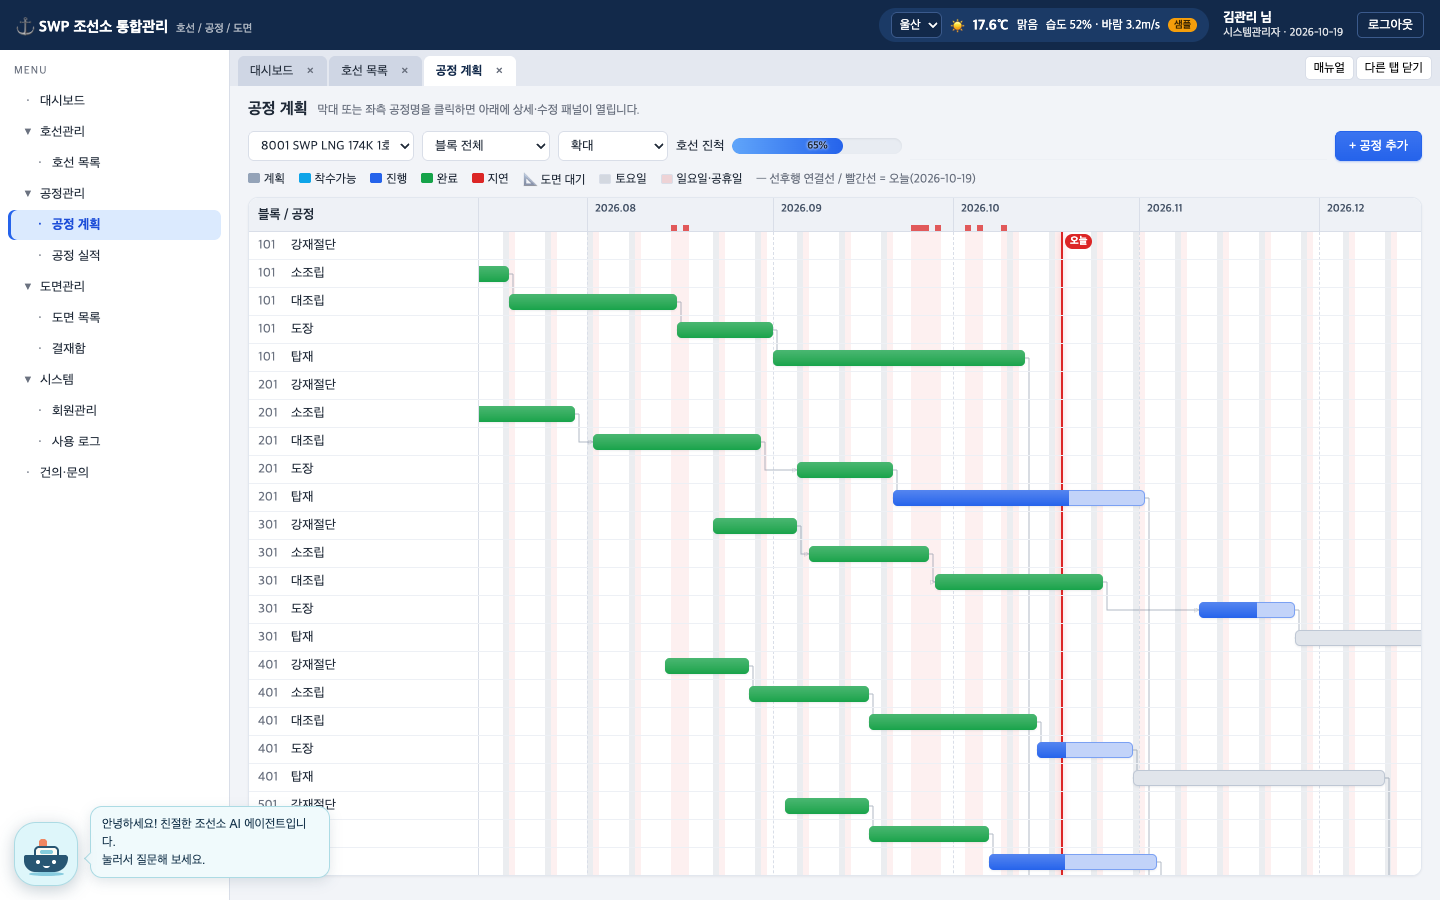 SWP 조선소 통합관리 호선 / 공정 / 도면
울산 17.6℃ 맑음 습도 52% · 바람 3.2m/s 샘플
김관리 님
시스템관리자 · 2026-10-19
로그아웃
MENU
대시보드
호선관리
호선 목록
공정관리
공정 계획
공정 실적
도면관리
도면 목록
결재함
시스템
회원관리
사용 로그
건의·문의
대시보드 × 호선 목록 × 공정 계획 ×
매뉴얼 다른 탭 닫기
공정 계획 막대 또는 좌측 공정명을 클릭하면 아래에 상세·수정 패널이 열립니다.
8001 SWP LNG 174K 1호 블록 전체 확대 호선 진척 65% + 공정 추가
계획 착수가능 진행 완료 지연 도면 대기 토요일 일요일·공휴일 — 선후행 연결선 / 빨간선 = 오늘(2026-10-19)
블록 / 공정 2026.08 2026.09 2026.10 2026.11 2026.12
오늘
101 강재절단
101 소조립
101 대조립
101 도장
101 탑재
201 강재절단
201 소조립
201 대조립
201 도장
201 탑재
301 강재절단
301 소조립
301 대조립
301 도장
301 탑재
401 강재절단
401 소조립
401 대조립
401 도장
401 탑재
501 강재절단
안녕하세요! 친절한 조선소 AI 에이전트입니
다.
눌러서 질문해 보세요.